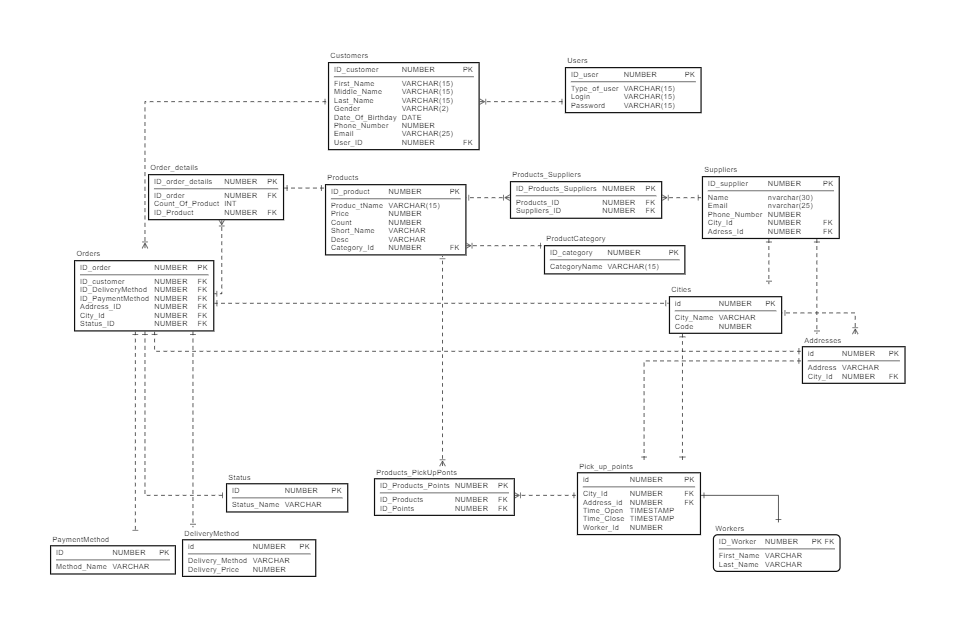 Customers
ID_customer NUMBER PK
First_Name VARCHAR(15)
Middle_Name VARCHAR(15)
Last_Name VARCHAR(15)
Gender VARCHAR(2)
Date_Of_Birthday DATE
Phone_Number NUMBER
Email VARCHAR(25)
User_ID NUMBER FK
Users
ID_user NUMBER PK
Type_of_user VARCHAR(15)
Login VARCHAR(15)
Password VARCHAR(15)
Order_details
ID_order_details NUMBER PK
ID_order NUMBER FK
Count_Of_Product INT
ID_Product NUMBER FK
Products
ID_product NUMBER PK
Produc_tName VARCHAR(15)
Price NUMBER
Count NUMBER
Short_Name VARCHAR
Desc VARCHAR
Category_Id NUMBER FK
Products_Suppliers
ID_Products_Suppliers NUMBER PK
Products_ID NUMBER FK
Suppliers_ID NUMBER FK
Suppliers
ID_supplier NUMBER PK
Name nvarchar(30)
Email nvarchar(25)
Phone_Number NUMBER
City_Id NUMBER FK
Adress_Id NUMBER FK
ProductCategory
ID_category NUMBER PK
CategoryName VARCHAR(15)
Orders
ID_order NUMBER PK
ID_customer NUMBER FK
ID_DeliveryMethod NUMBER FK
ID_PaymentMethod NUMBER FK
Address_ID NUMBER FK
City_Id NUMBER FK
Status_ID NUMBER FK
Cities
id NUMBER PK
City_Name VARCHAR
Code NUMBER
Addresses
id NUMBER PK
Address VARCHAR
City_Id NUMBER FK
Status
ID NUMBER PK
Status_Name VARCHAR
Products_PickUpPonts
ID_Products_Points NUMBER PK
ID_Products NUMBER FK
ID_Points NUMBER FK
Pick_up_points
id NUMBER PK
City_Id NUMBER FK
Address_id NUMBER FK
Time_Open TIMESTAMP
Time_Close TIMESTAMP
Worker_Id NUMBER
Workers
ID_Worker NUMBER PK FK
First_Name VARCHAR
Last_Name VARCHAR
PaymentMethod
ID NUMBER PK
Method_Name VARCHAR
DeliveryMethod
id NUMBER PK
Delivery_Method VARCHAR
Delivery_Price NUMBER